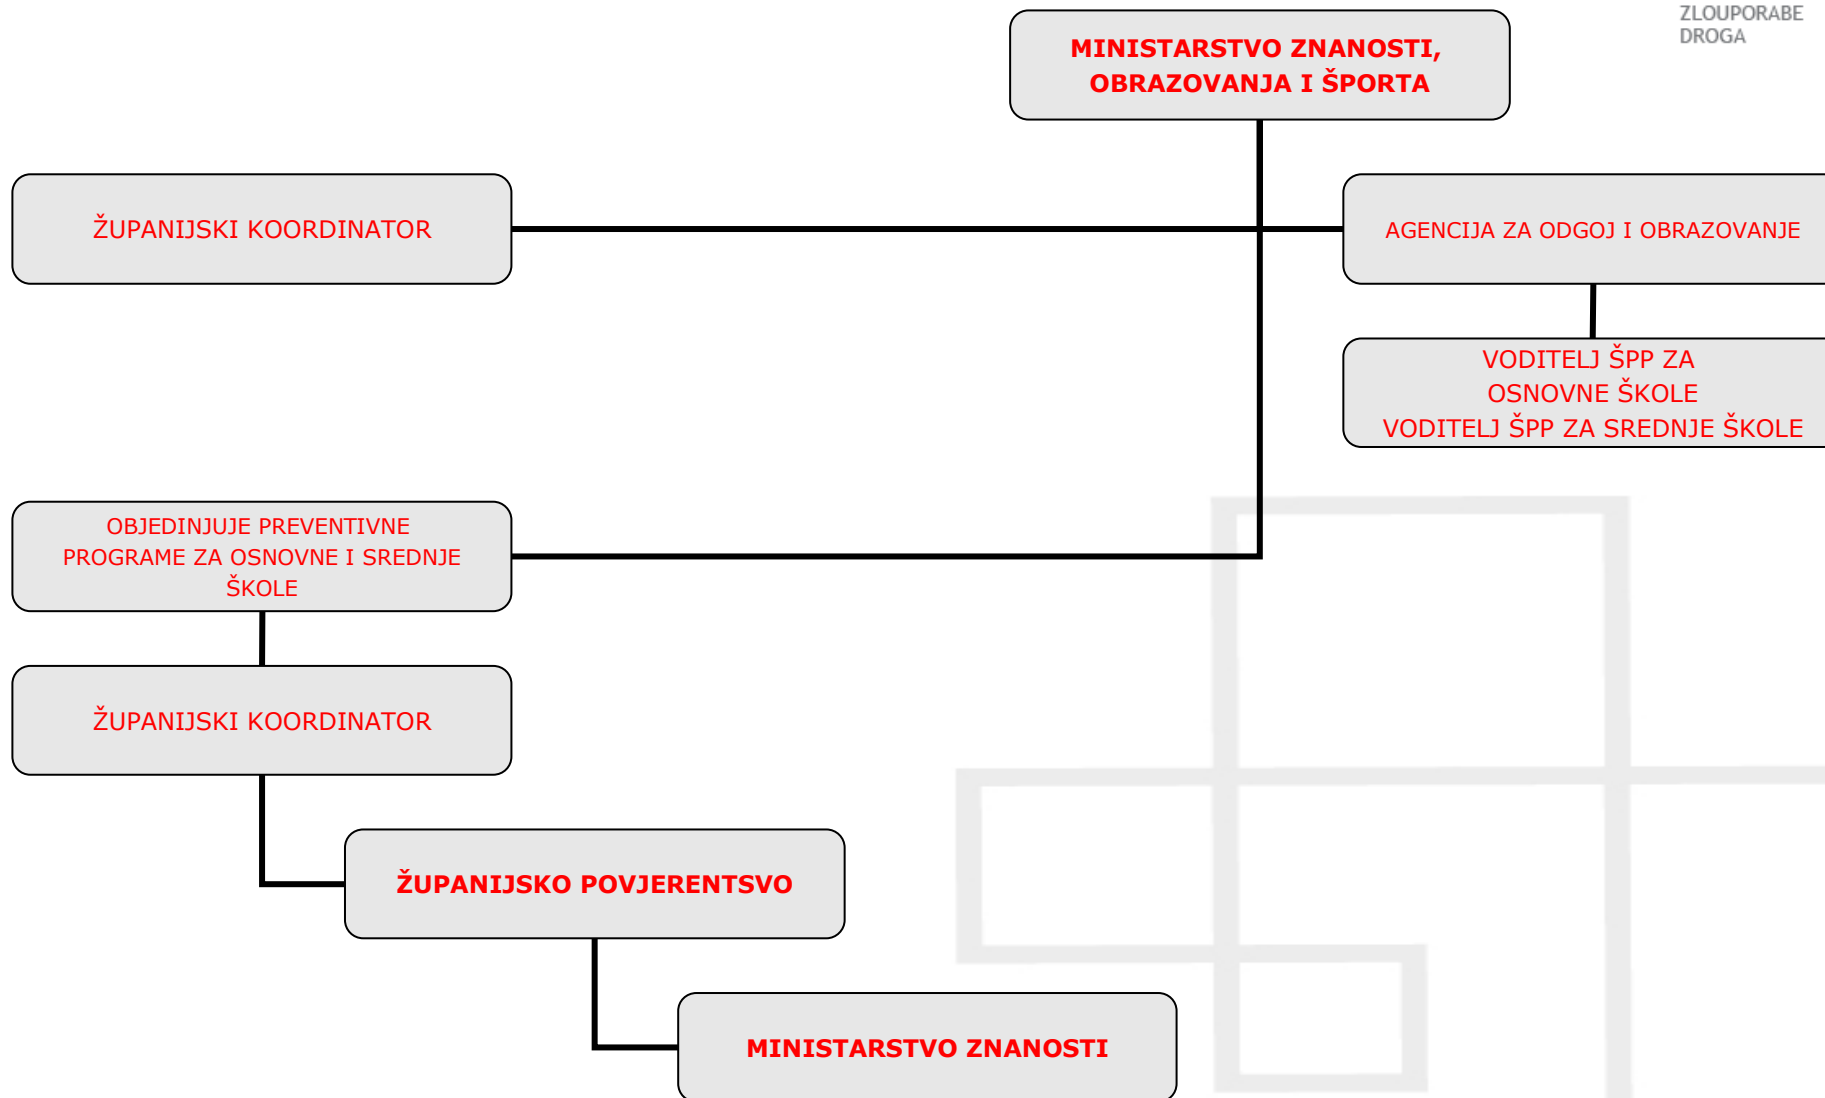 ZLOUPORABE
DROGA
MINISTARSTVO ZNANOSTI,
OBRAZOVANJA I ŠPORTA
ŽUPANIJSKI KOORDINATOR
AGENCIJA ZA ODGOJ I OBRAZOVANJE
VODITELJ ŠPP ZA
OSNOVNE ŠKOLE
VODITELJ ŠPP ZA SREDNJE ŠKOLE
OBJEDINJUJE PREVENTIVNE
PROGRAME ZA OSNOVNE I SREDNJE
ŠKOLE
ŽUPANIJSKI KOORDINATOR
ŽUPANIJSKO POVJERENTSVO
MINISTARSTVO ZNANOSTI